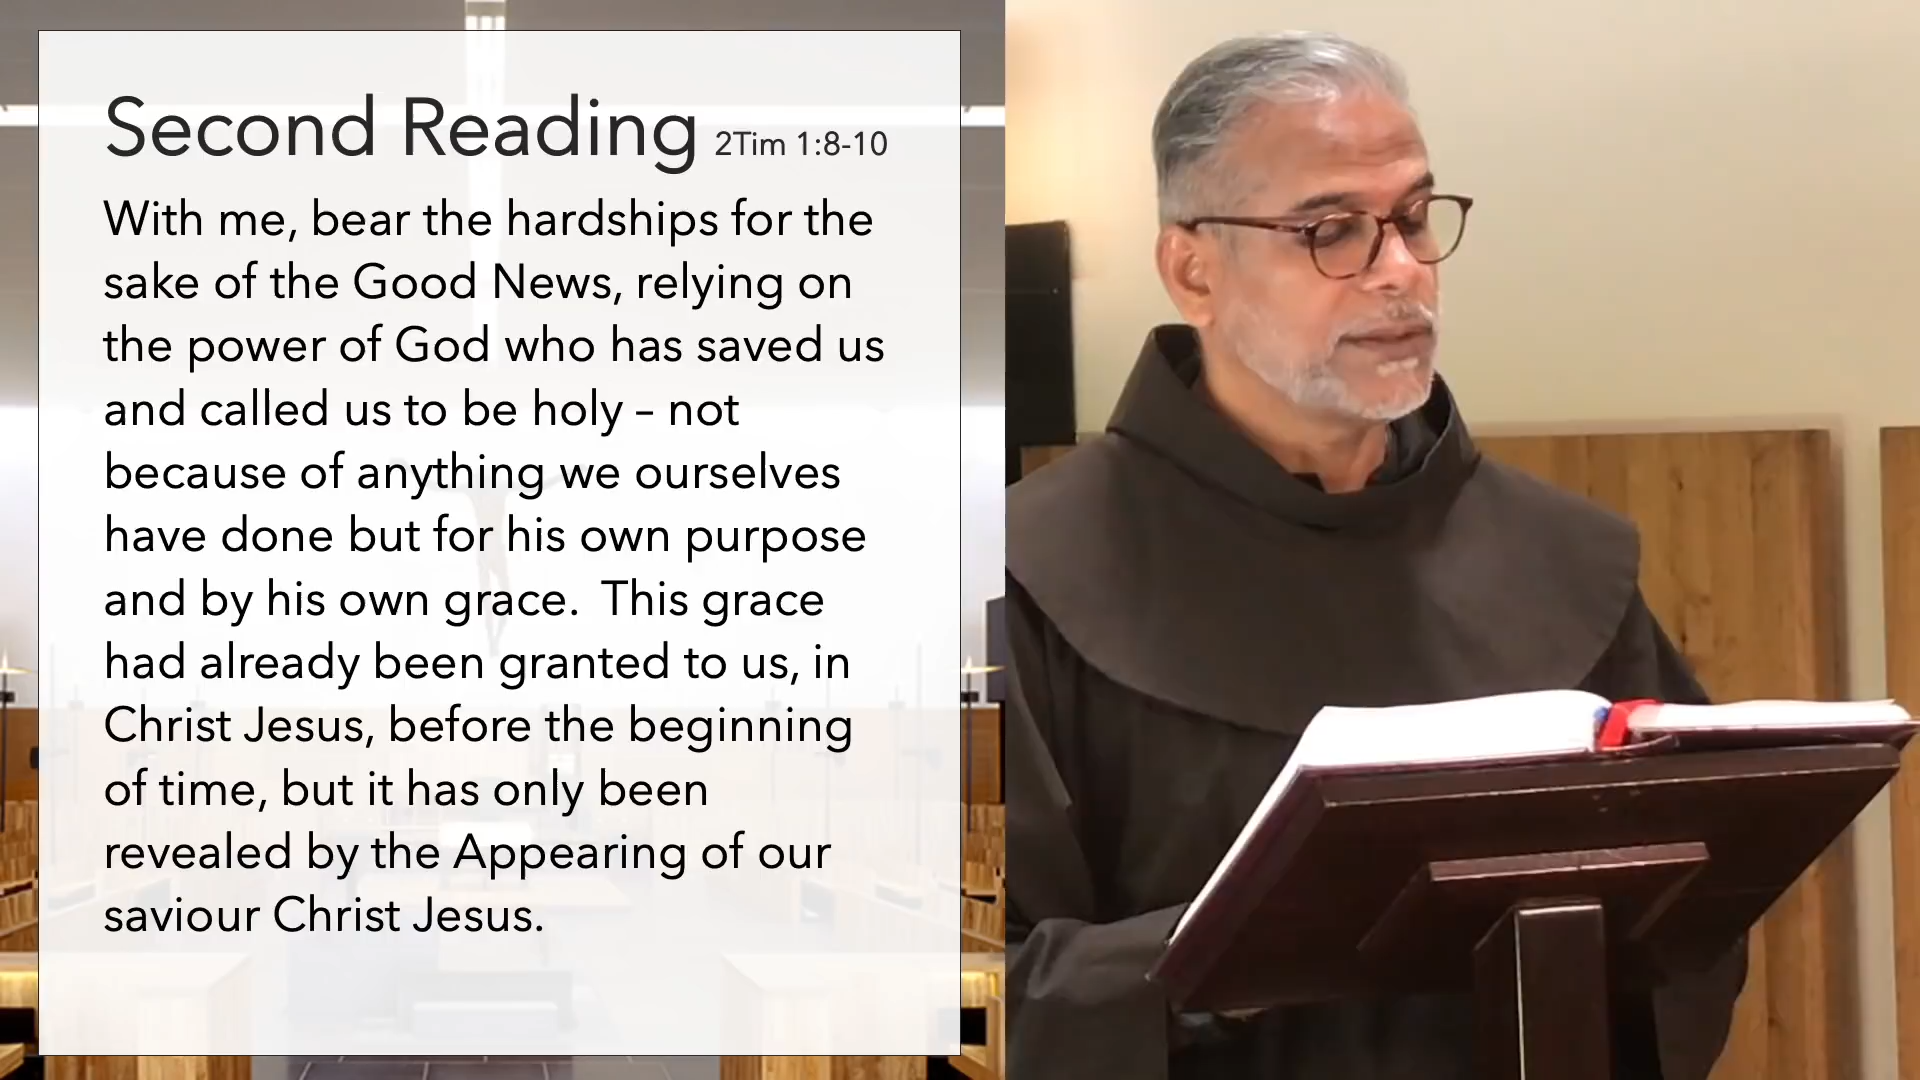 Second Reading 2Tim 1:8-10
With me, bear the hardships for the
sake of the Good News, relying on
the power of God who has saved us
and called us to be holy – not
because of anything we ourselves
have done but for his own purpose
and by his own grace.  This grace
had already been granted to us, in
Christ Jesus, before the beginning
of time, but it has only been
revealed by the Appearing of our
saviour Christ Jesus.